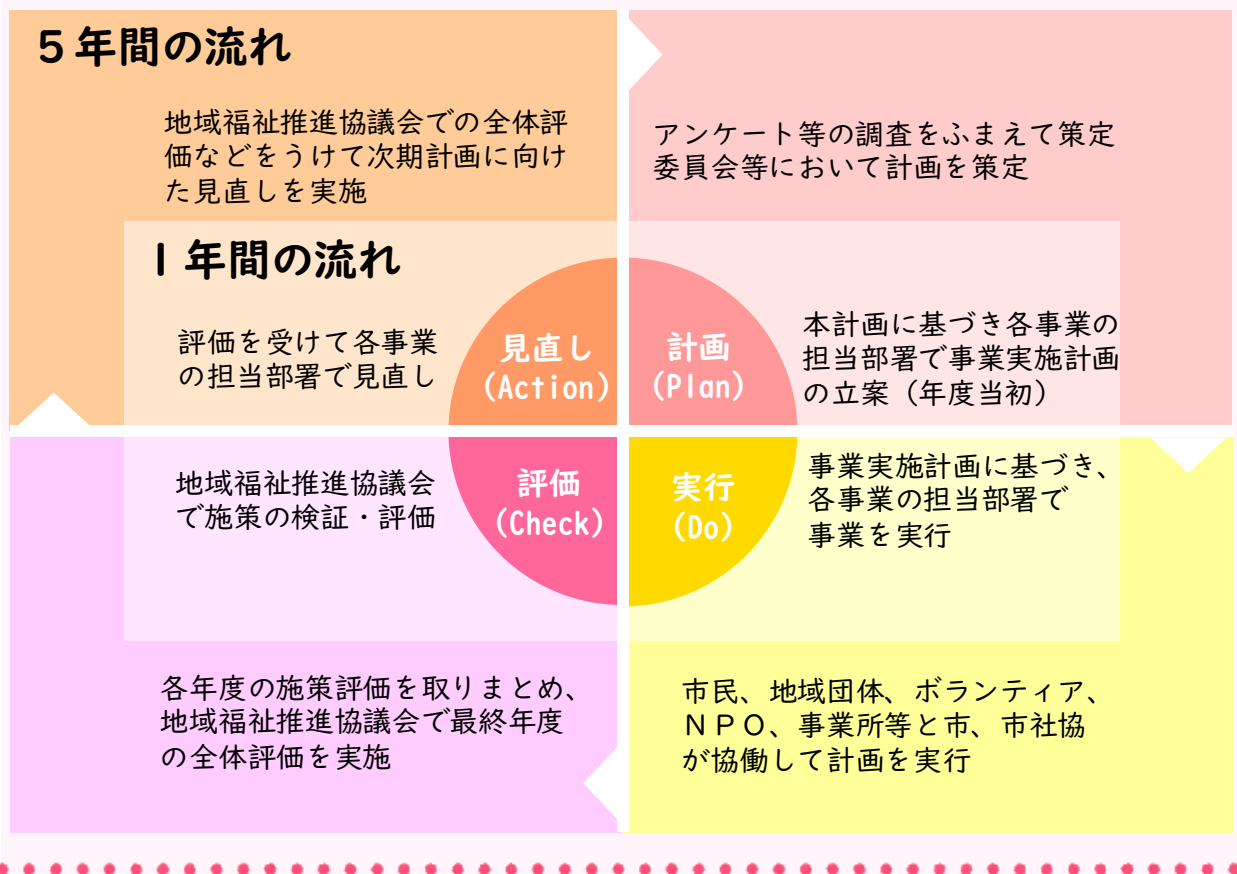 5年間の流れ
地域福祉推進協議会での全体評
価などをうけて次期計画に向け
た見直しを実施
アンケート等の調査をふまえて策定
委員会等において計画を策定
1年間の流れ
評価を受けて各事業
の担当部署で見直し
見直し
(Action)
計画
(Plan)
本計画に基づき各事業の
担当部署で事業実施計画
の立案（年度当初）
地域福祉推進協議会
で施策の検証・評価
評価
(Check)
実行
(Do)
事業実施計画に基づき、
各事業の担当部署で
事業を実行
各年度の施策評価を取りまとめ、
地域福祉推進協議会で最終年度
の全体評価を実施
市民、地域団体、ボランティア、
ＮＰＯ、事業所等と市、市社協
が協働して計画を実行